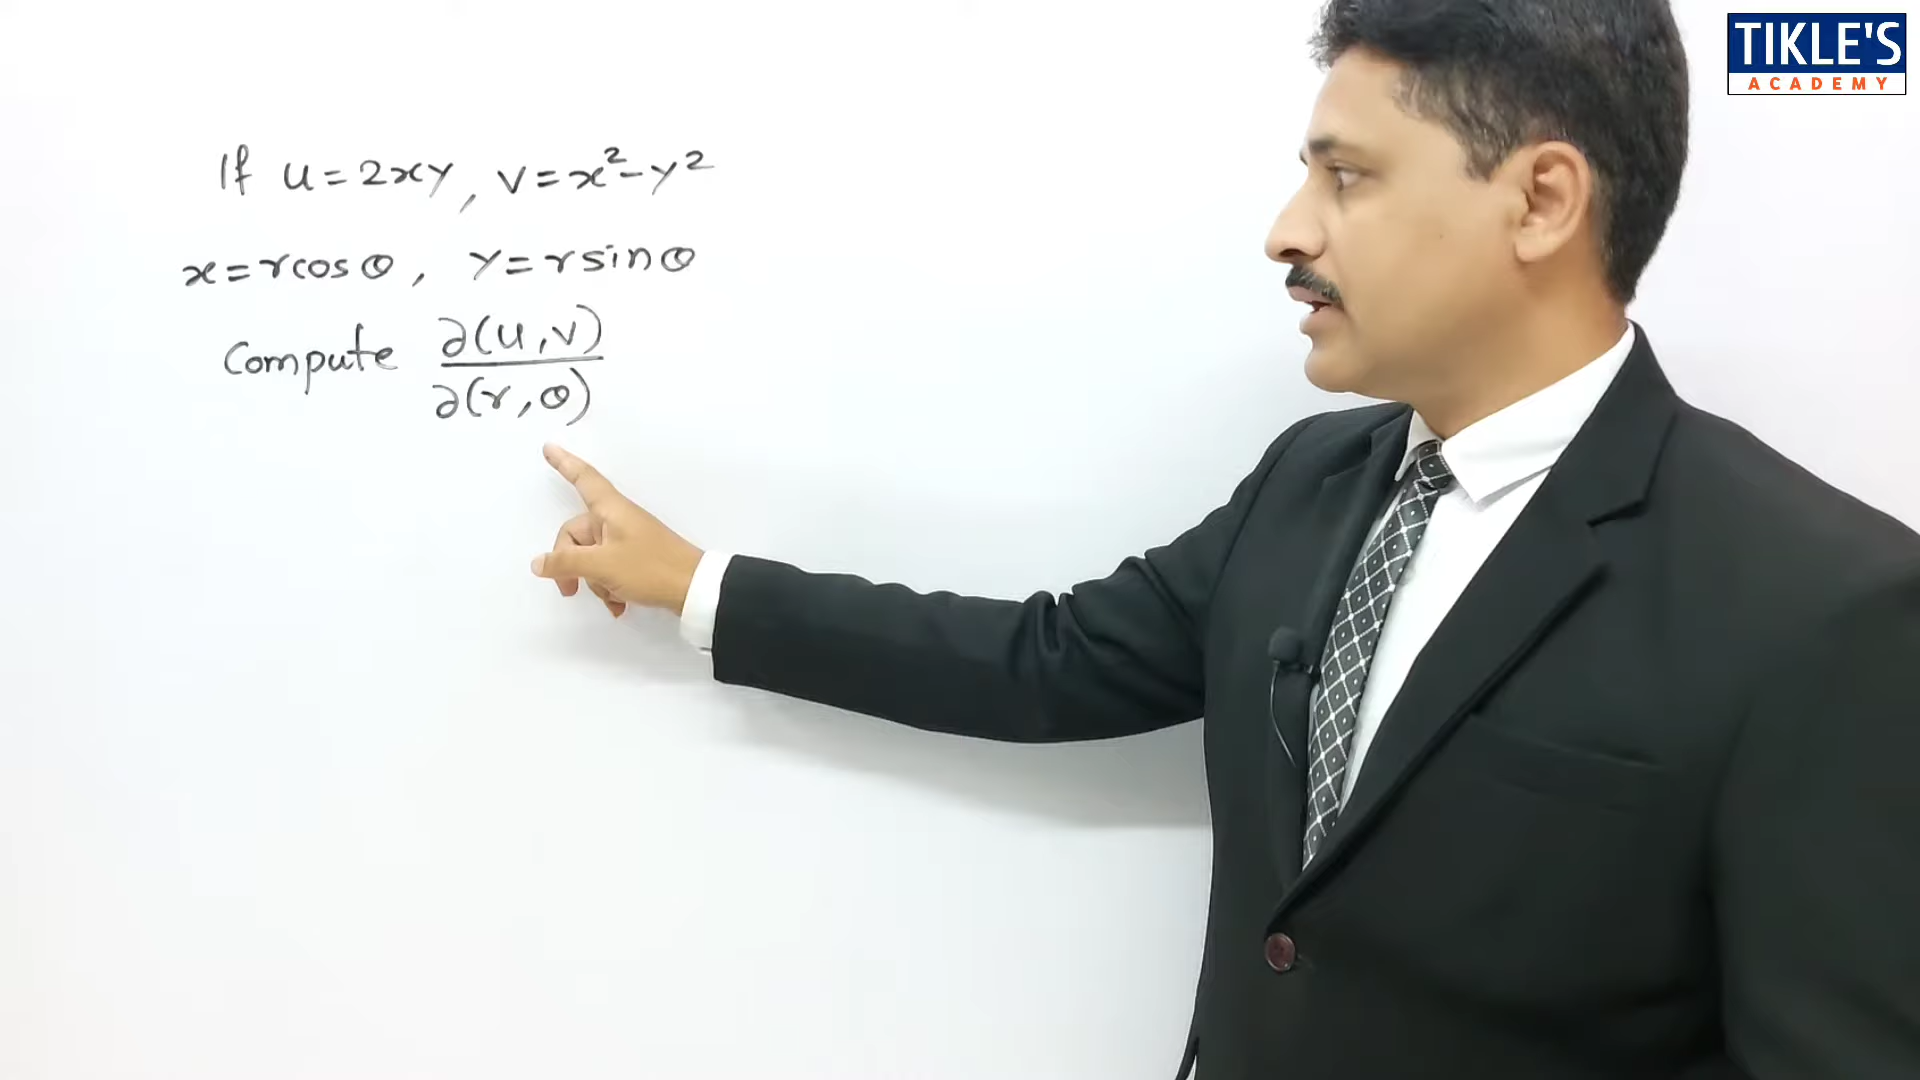 If u = 2xy, v = x² - y²
x = r cos θ, y = r sin θ
Compute ∂(u,v)/∂(r,θ)
TIKLE'S
ACADEMY